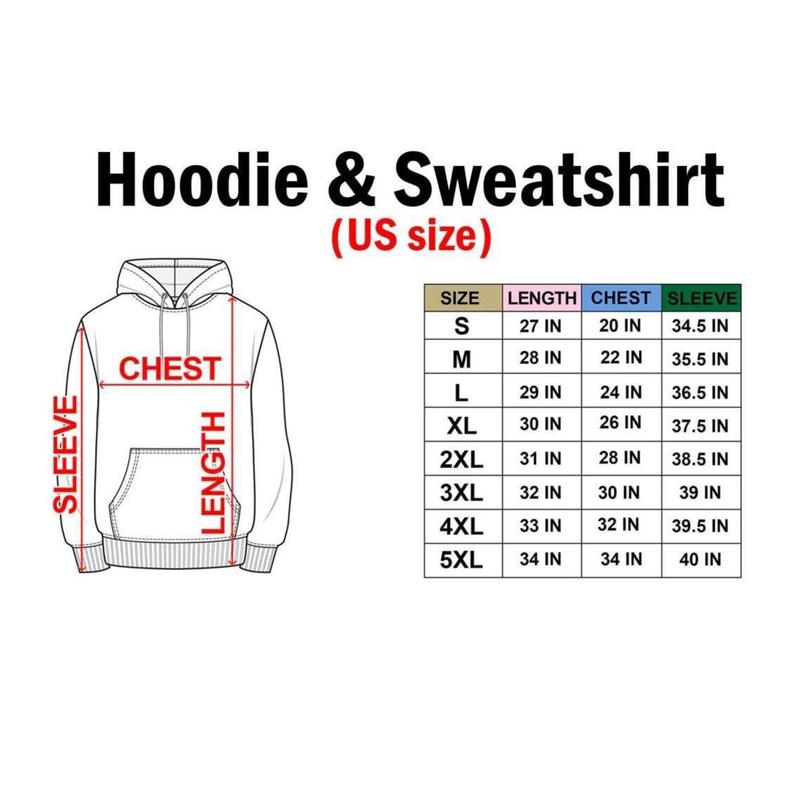 Hoodie & Sweatshirt
(US size)
CHEST
SLEEVE
LENGTH
SIZE LENGTH CHEST SLEEVE
S 27 IN 20 IN 34.5 IN
M 28 IN 22 IN 35.5 IN
L 29 IN 24 IN 36.5 IN
XL 30 IN 26 IN 37.5 IN
2XL 31 IN 28 IN 38.5 IN
3XL 32 IN 30 IN 39 IN
4XL 33 IN 32 IN 39.5 IN
5XL 34 IN 34 IN 40 IN